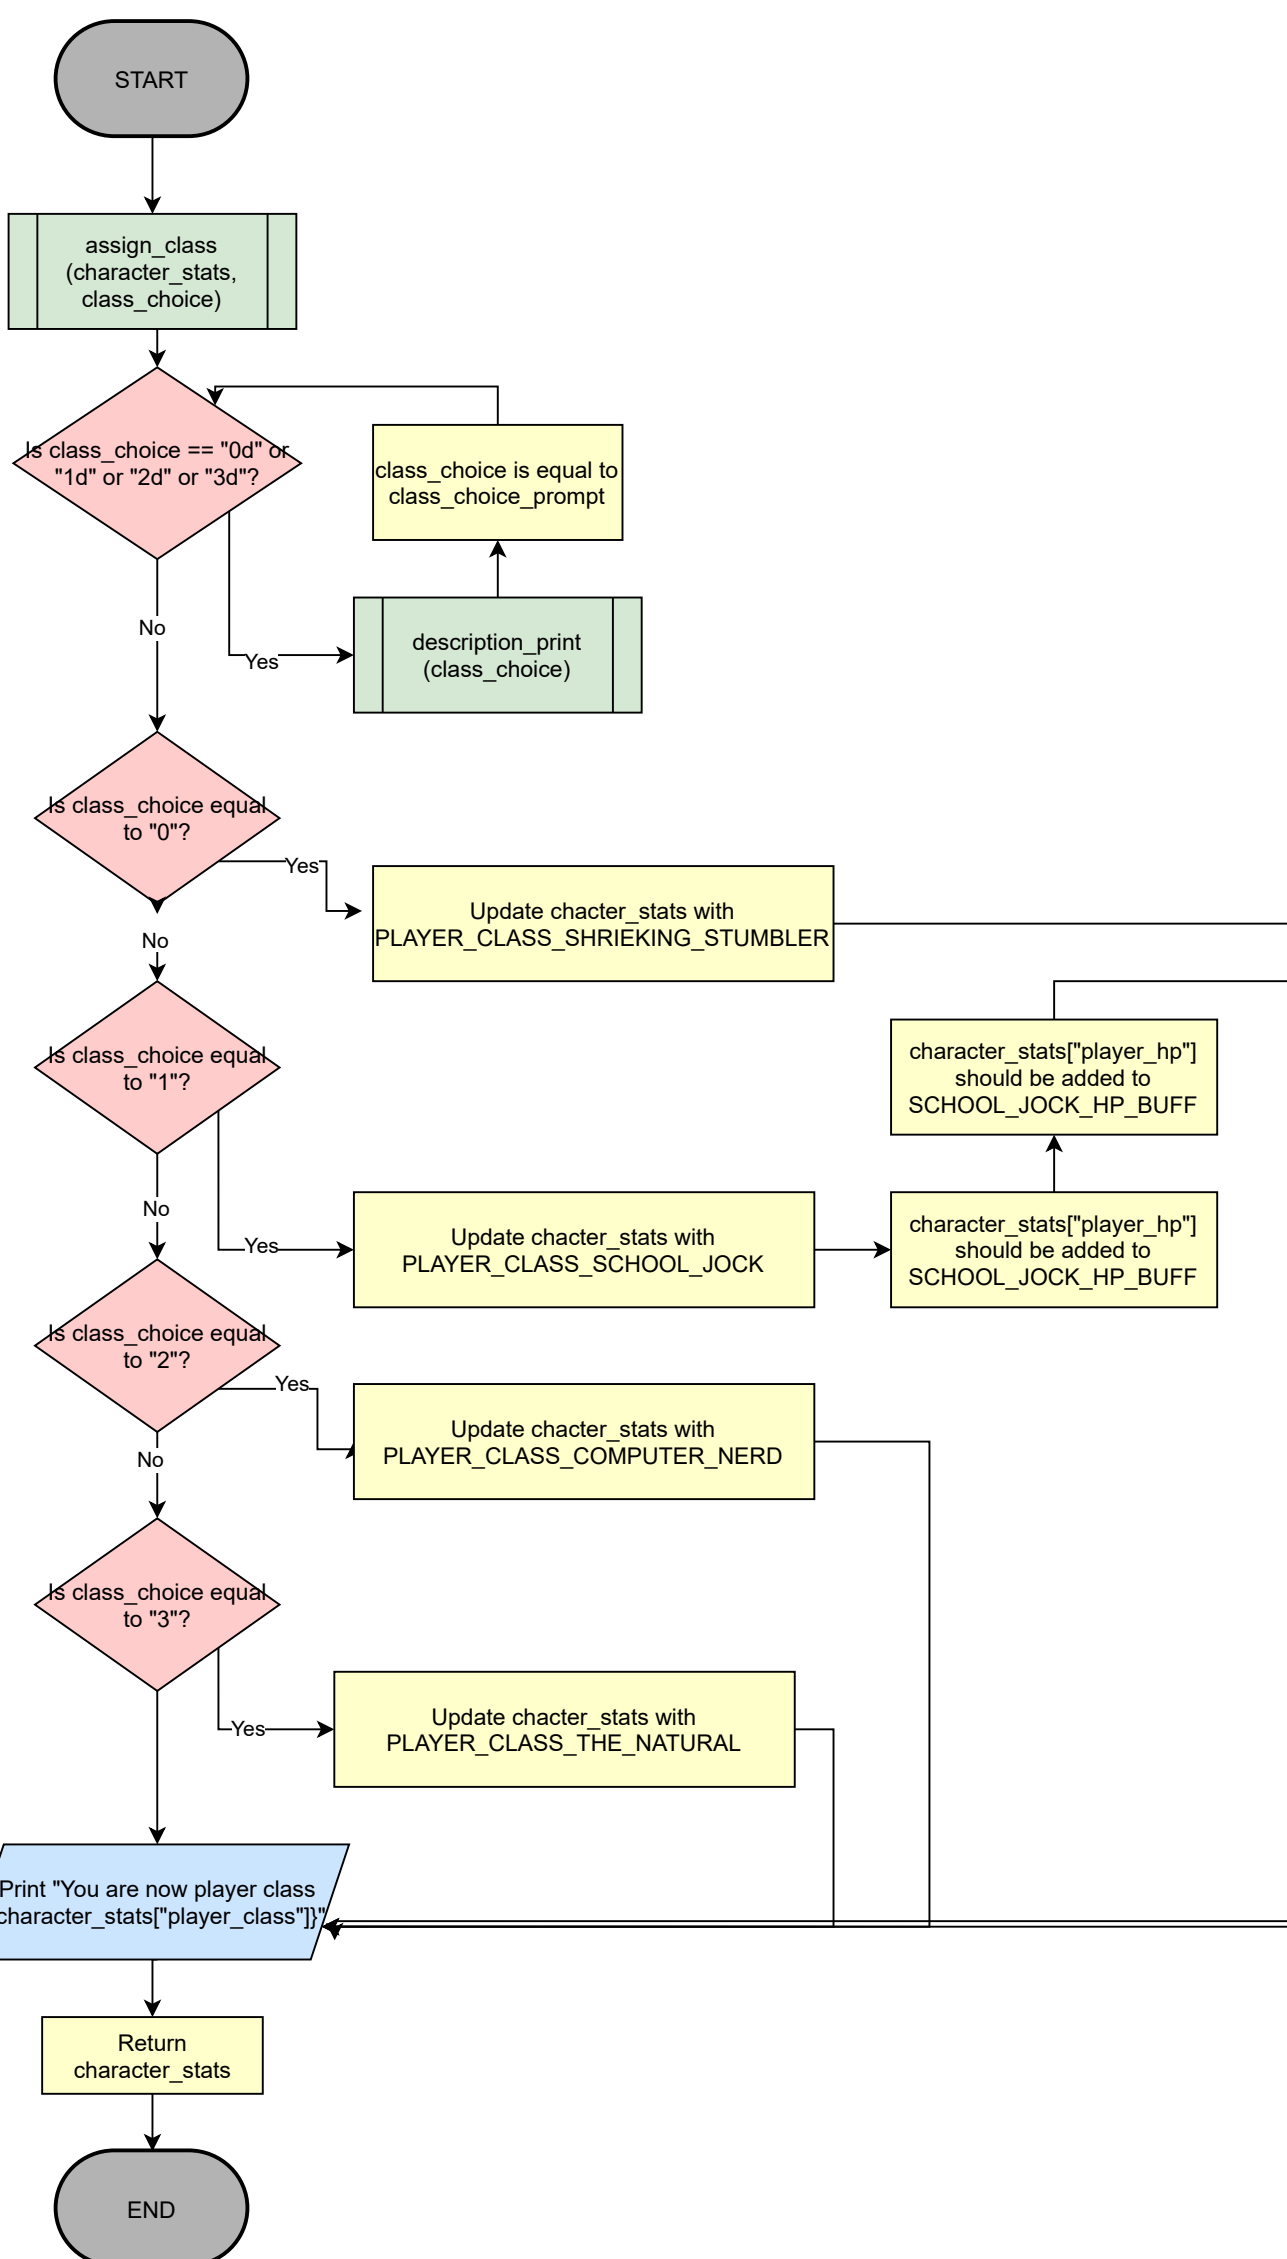 START
assign_class
(character_stats,
class_choice)
Is class_choice == "0d" or
"1d" or "2d" or "3d"?
class_choice is equal to
class_choice_prompt
No
Yes
description_print
(class_choice)
Is class_choice equal
to "0"?
Yes
Update chacter_stats with
PLAYER_CLASS_SHRIEKING_STUMBLER
No
Is class_choice equal
to "1"?
character_stats["player_hp"]
should be added to
SCHOOL_JOCK_HP_BUFF
No
Yes
Update chacter_stats with
PLAYER_CLASS_SCHOOL_JOCK
character_stats["player_hp"]
should be added to
SCHOOL_JOCK_HP_BUFF
Is class_choice equal
to "2"?
Yes
Update chacter_stats with
PLAYER_CLASS_COMPUTER_NERD
No
Is class_choice equal
to "3"?
Yes
Update chacter_stats with
PLAYER_CLASS_THE_NATURAL
Print "You are now player class
character_stats["player_class"]}"
Return
character_stats
END